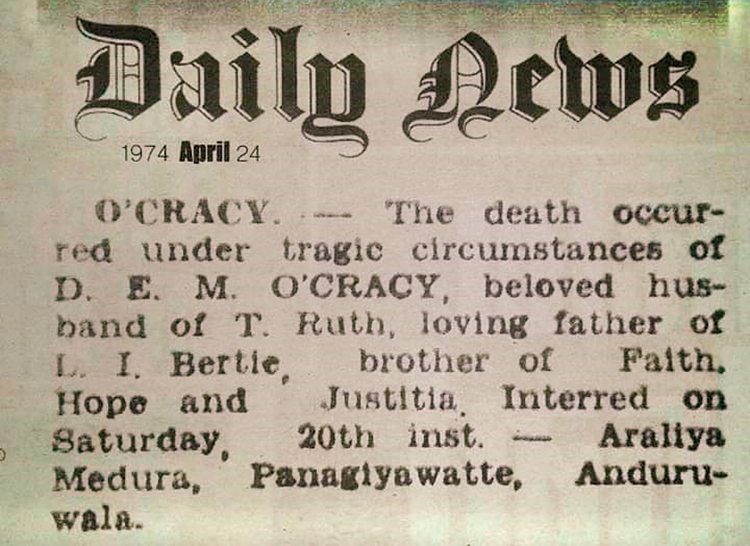 Daily News
1974 April 24
O'CRACY. — The death occur-
red under tragic circumstances of
D. E. M. O'CRACY, beloved hus-
band of T. Ruth, loving father of
L. I. Bertie, brother of Faith,
Hope and Justitia. Interred on
Saturday, 20th inst. — Araliya
Medura, Panagiyawatte, Anduru-
wala.